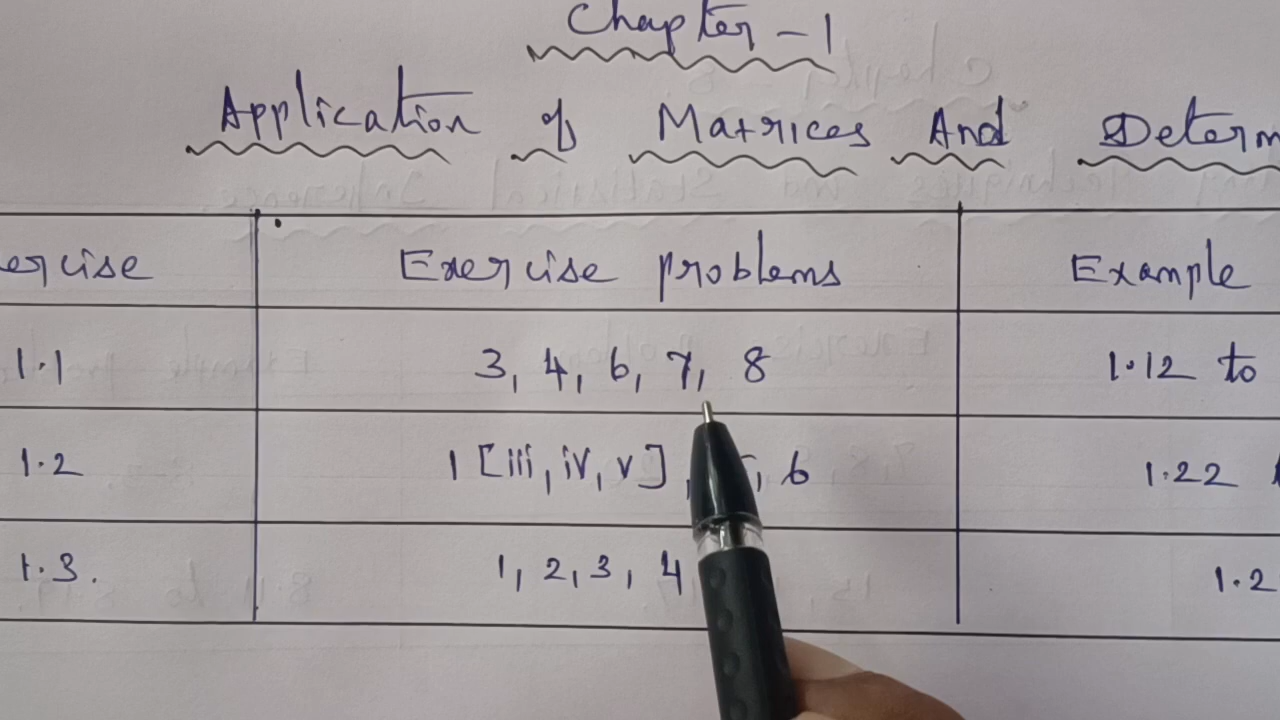 Chapter - 1
Application of Matrices And Determ
ercise Exercise problems Example
1.1 3, 4, 6, 7, 8 1.12 to
1.2 1 [iii, iv, v] , 6 1.22
1.3. 1, 2, 3, 4 1.2